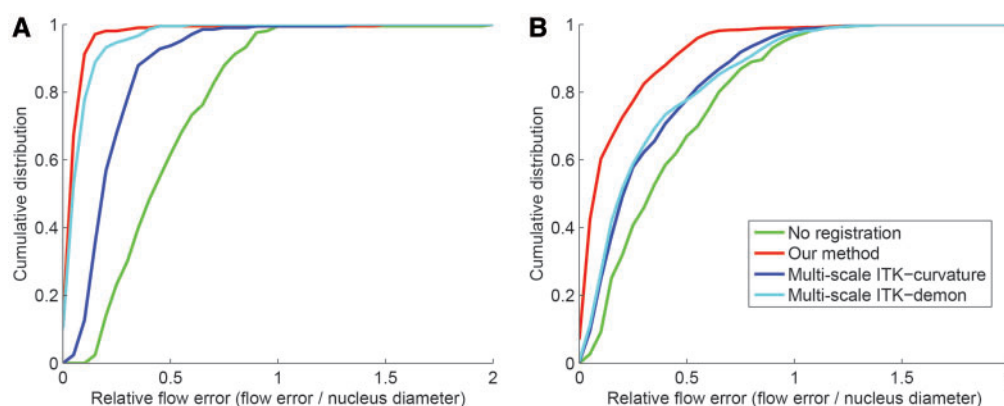 A
1
0.8
0.6
0.4
0.2
0
Cumulative distribution
0 0.5 1 1.5 2
Relative flow error (flow error / nucleus diameter)
B
1
0.8
0.6
0.4
0.2
0
Cumulative distribution
No registration
Our method
Multi-scale ITK-curvature
Multi-scale ITK-demon
0 0.5 1 1.5
Relative flow error (flow error / nucleus diameter)